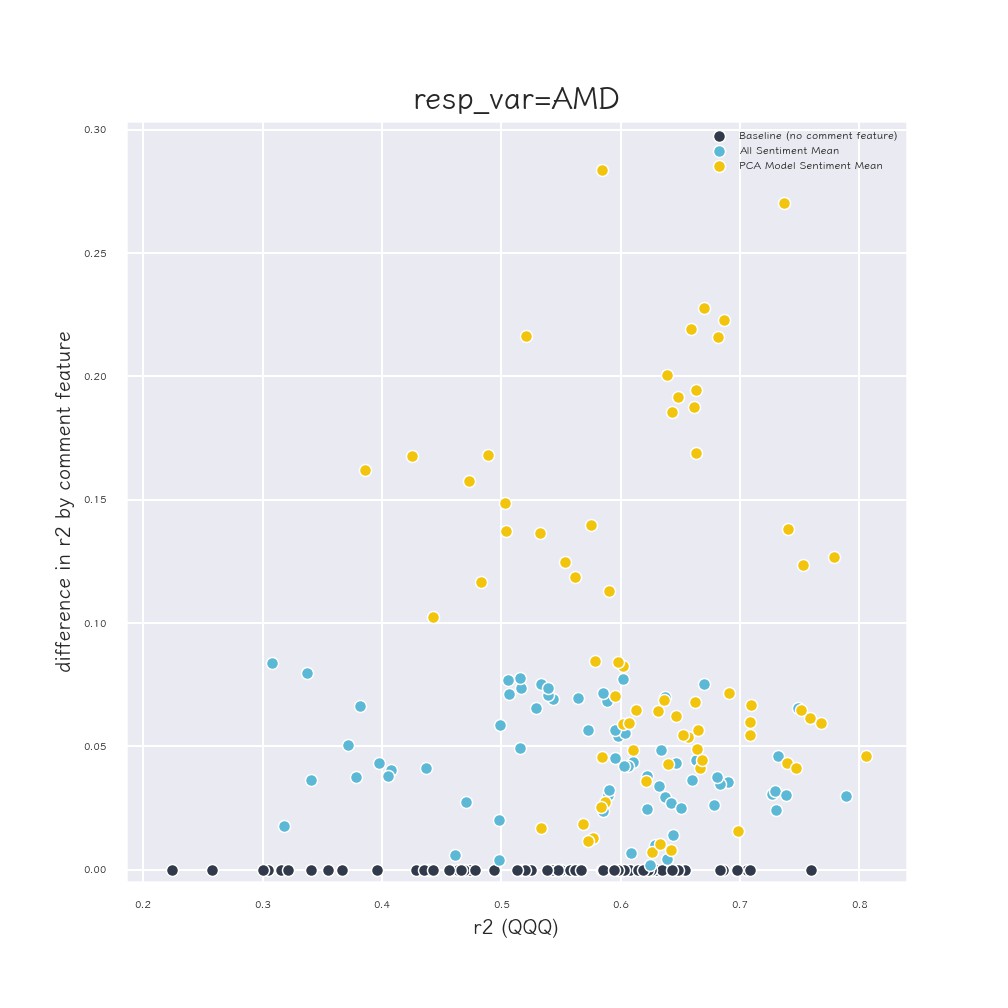 resp_var=AMD
Baseline (no comment feature)
All Sentiment Mean
PCA Model Sentiment Mean
difference in r2 by comment feature
0.30
0.25
0.20
0.15
0.10
0.05
0.00
0.2 0.3 0.4 0.5 0.6 0.7 0.8
r2 (QQQ)